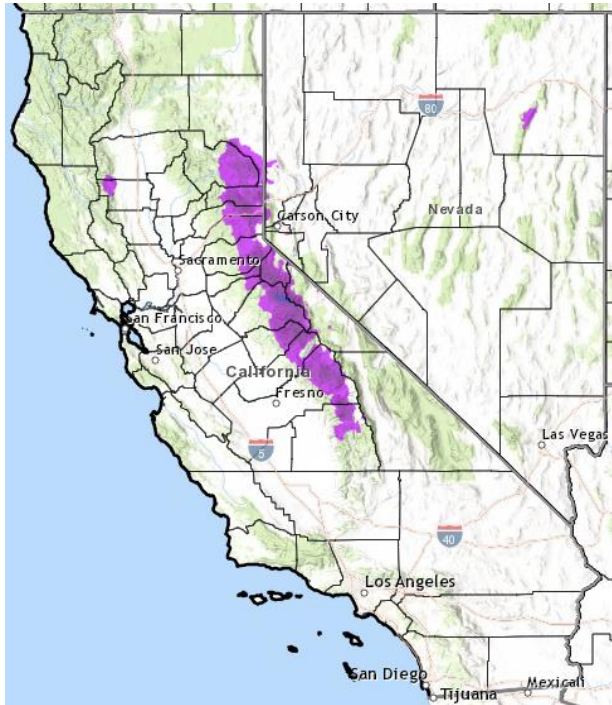 80
Carson City
Nevada
Sacramento
San Francisco
San Jose
California
Fresno
Las Vegas
5
40
Los Angeles
San Diego
Tijuana
Mexicali